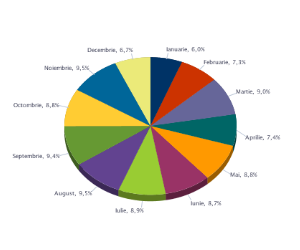 Decembrie, 6,7%
Ianuarie, 6,0%
Februarie, 7,3%
Noiembrie, 9,5%
Martie, 9,0%
Octombrie, 8,8%
Aprilie, 7,4%
Septembrie, 9,4%
Mai, 8,8%
August, 9,5%
Iunie, 8,7%
Iulie, 8,9%